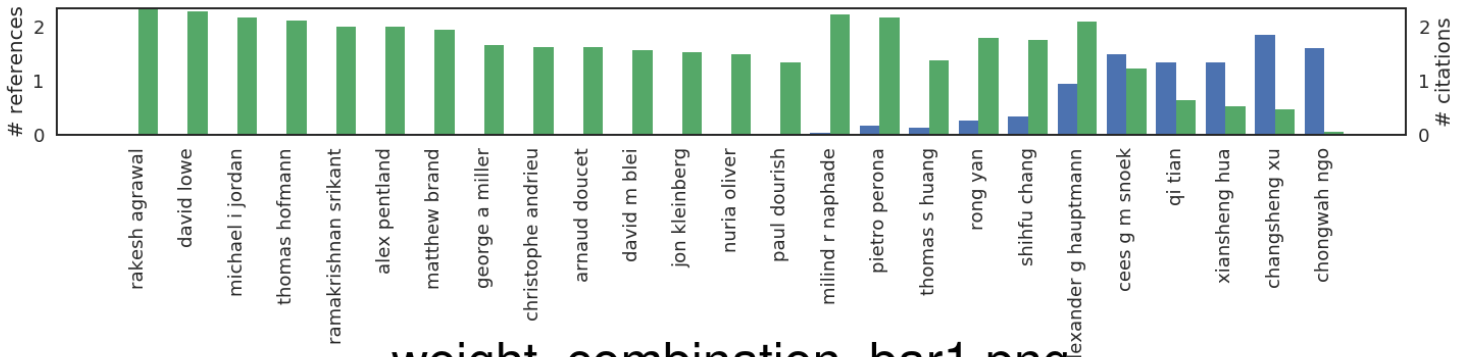 # references
2
1
0
2
1
0
# citations
rakesh agrawal
david lowe
michael i jordan
thomas hofmann
ramakrishnan srikant
alex pentland
matthew brand
george a miller
christophe andrieu
arnaud doucet
david m blei
jon kleinberg
nuria oliver
paul dourish
milind r naphade
pietro perona
thomas s huang
rong yan
shihfu chang
exander g hauptmann
cees g m snoek
qi tian
xiansheng hua
changsheng xu
chongwah ngo
weight_combination_bar1.png